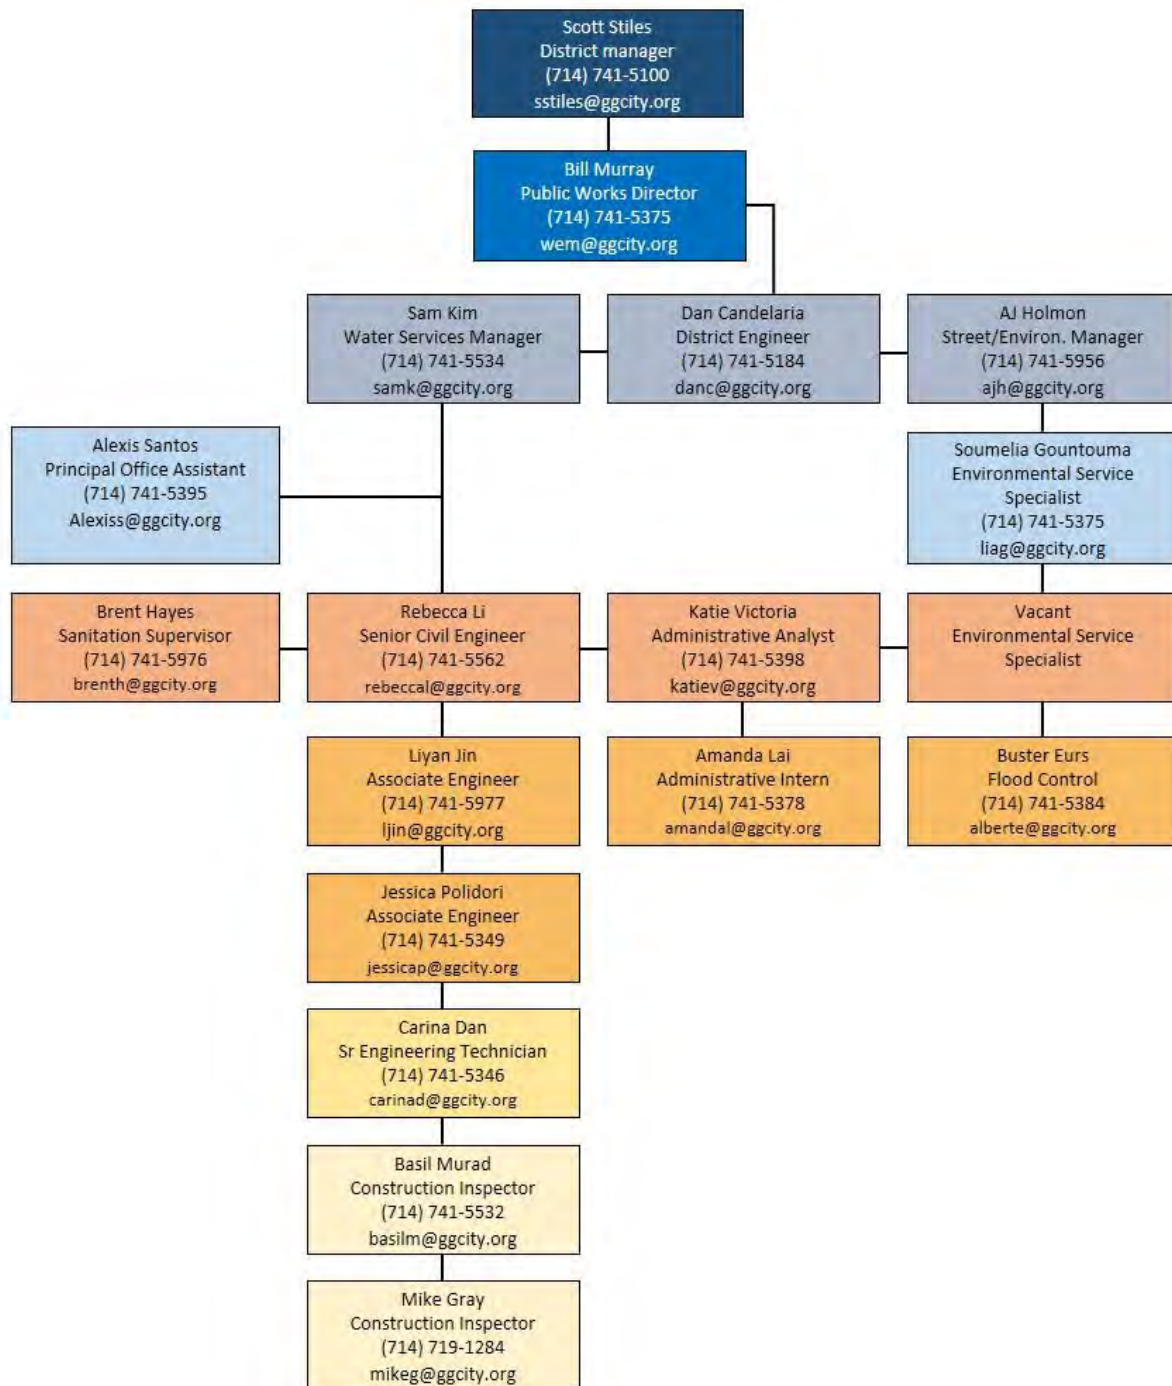 Scott Stiles
District manager
(714) 741-5100
sstiles@ggcity.org
Bill Murray
Public Works Director
(714) 741-5375
wem@ggcity.org
Sam Kim
Water Services Manager
(714) 741-5534
samk@ggcity.org
Dan Candelaria
District Engineer
(714) 741-5184
danc@ggcity.org
AJ Holmon
Street/Environ. Manager
(714) 741-5956
ajh@ggcity.org
Alexis Santos
Principal Office Assistant
(714) 741-5395
Alexiss@ggcity.org
Soumelia Gountouma
Environmental Service
Specialist
(714) 741-5375
liag@ggcity.org
Brent Hayes
Sanitation Supervisor
(714) 741-5976
brenth@ggcity.org
Rebecca Li
Senior Civil Engineer
(714) 741-5562
rebeccal@ggcity.org
Katie Victoria
Administrative Analyst
(714) 741-5398
katiev@ggcity.org
Vacant
Environmental Service
Specialist
Liyan Jin
Associate Engineer
(714) 741-5977
ljin@ggcity.org
Amanda Lai
Administrative Intern
(714) 741-5378
amandal@ggcity.org
Buster Eurs
Flood Control
(714) 741-5384
alberte@ggcity.org
Jessica Polidori
Associate Engineer
(714) 741-5349
jessicap@ggcity.org
Carina Dan
Sr Engineering Technician
(714) 741-5346
carinad@ggcity.org
Basil Murad
Construction Inspector
(714) 741-5532
basilm@ggcity.org
Mike Gray
Construction Inspector
(714) 719-1284
mikeg@ggcity.org